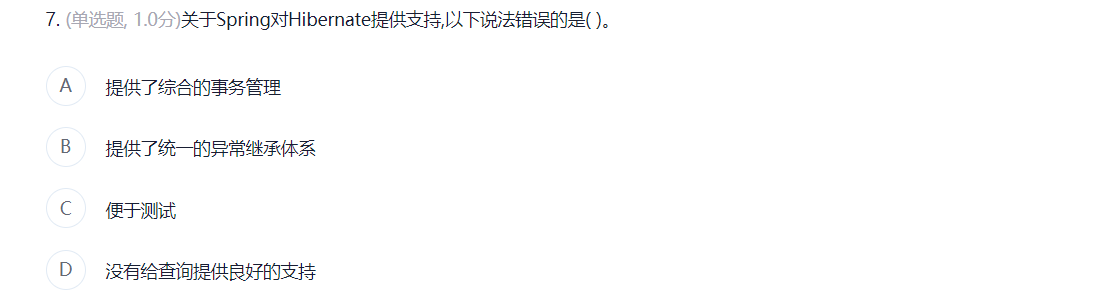 7. (单选题, 1.0分)关于Spring对Hibernate提供支持,以下说法错误的是( )。
A 提供了综合的事务管理
B 提供了统一的异常继承体系
C 便于测试
D 没有给查询提供良好的支持